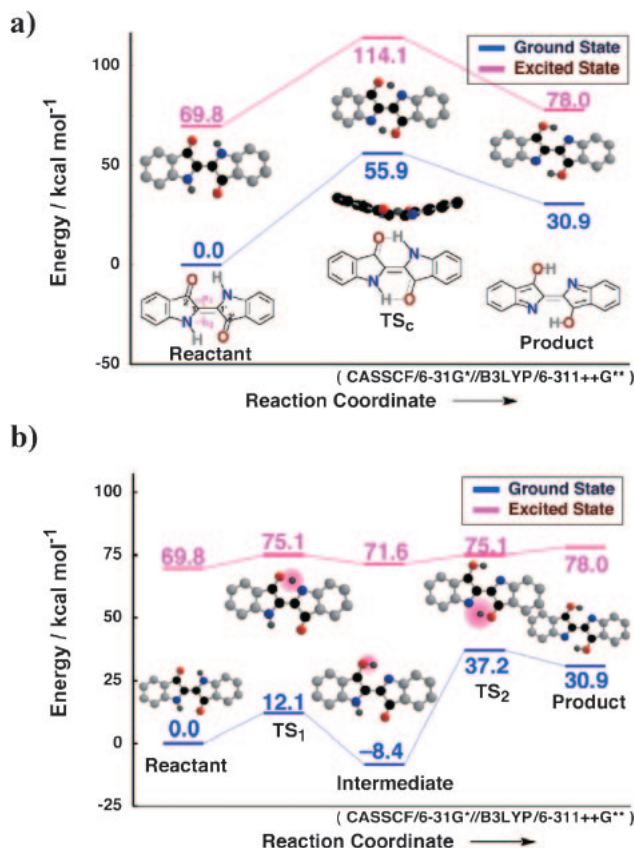 a)
Energy / kcal mol⁻¹
100
50
0
-50
Ground State
Excited State
69.8
114.1
78.0
0.0
55.9
30.9
O
H
N
N
H
O
O
H
N
N
H
O
O
H
N
N
O
H
Reactant
TSc
Product
( CASSCF/6-31G*//B3LYP/6-311++G** )
Reaction Coordinate
b)
Energy / kcal mol⁻¹
100
75
50
25
0
-25
Ground State
Excited State
69.8
75.1
71.6
75.1
78.0
0.0
12.1
−8.4
37.2
30.9
Reactant
TS₁
Intermediate
TS₂
Product
( CASSCF/6-31G*//B3LYP/6-311++G** )
Reaction Coordinate